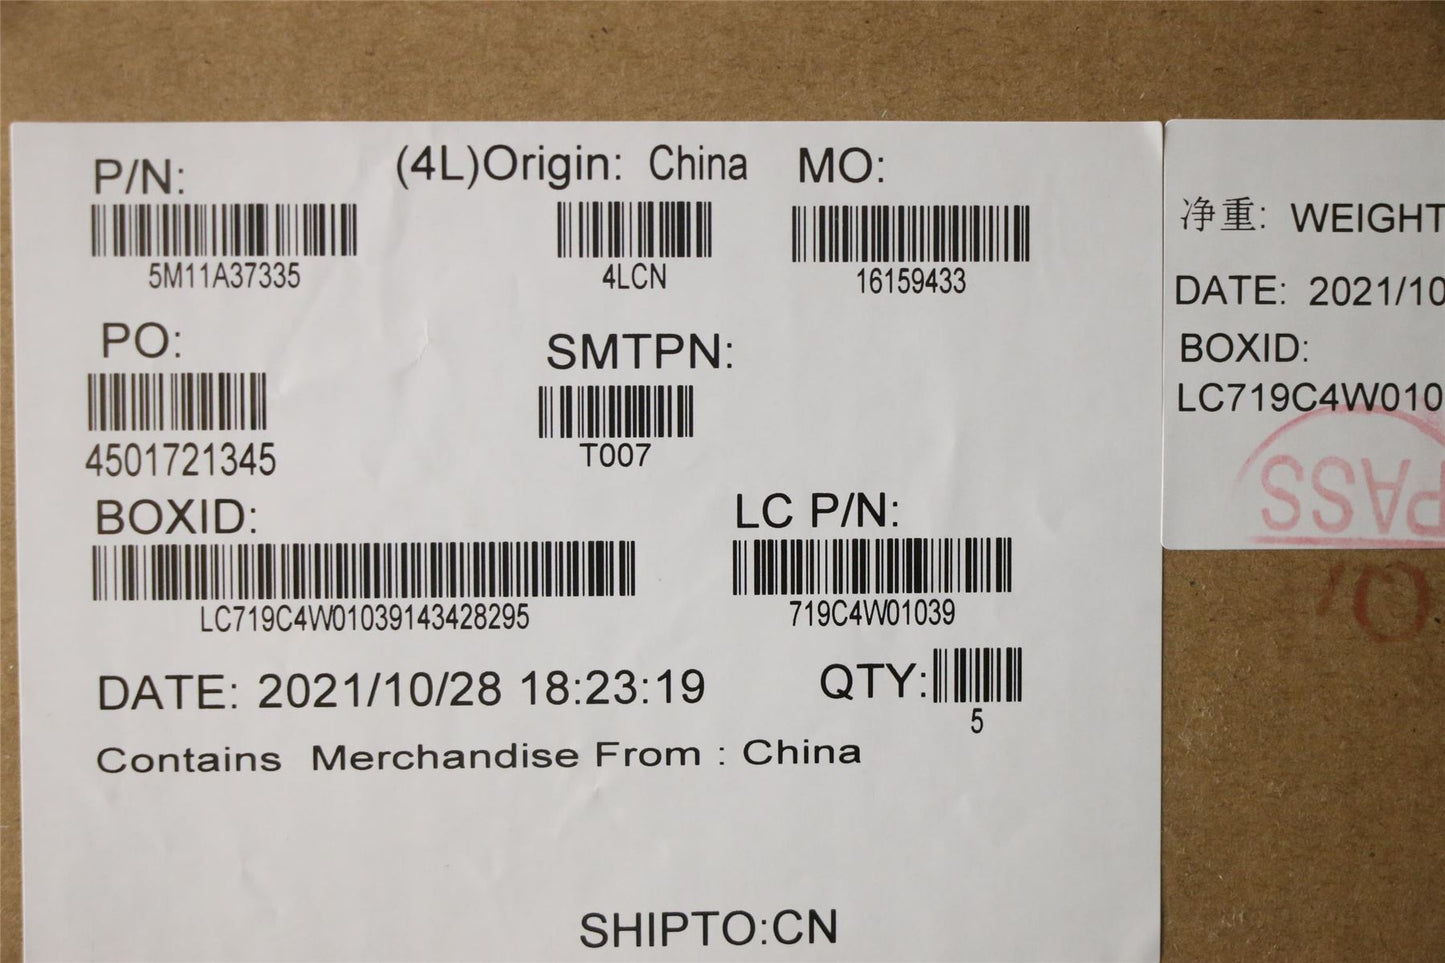 P/N:
(4L)Origin: China
MO:
5M11A37335
4LCN
16159433
PO:
SMTPN:
4501721345
T007
BOXID:
LC P/N:
LC719C4W01039143428295
719C4W01039
DATE: 2021/10/28 18:23:19
QTY:
5
Contains Merchandise From : China
SHIPTO:CN
净重: WEIGHT
DATE: 2021/10
BOXID:
LC719C4W010
PASS